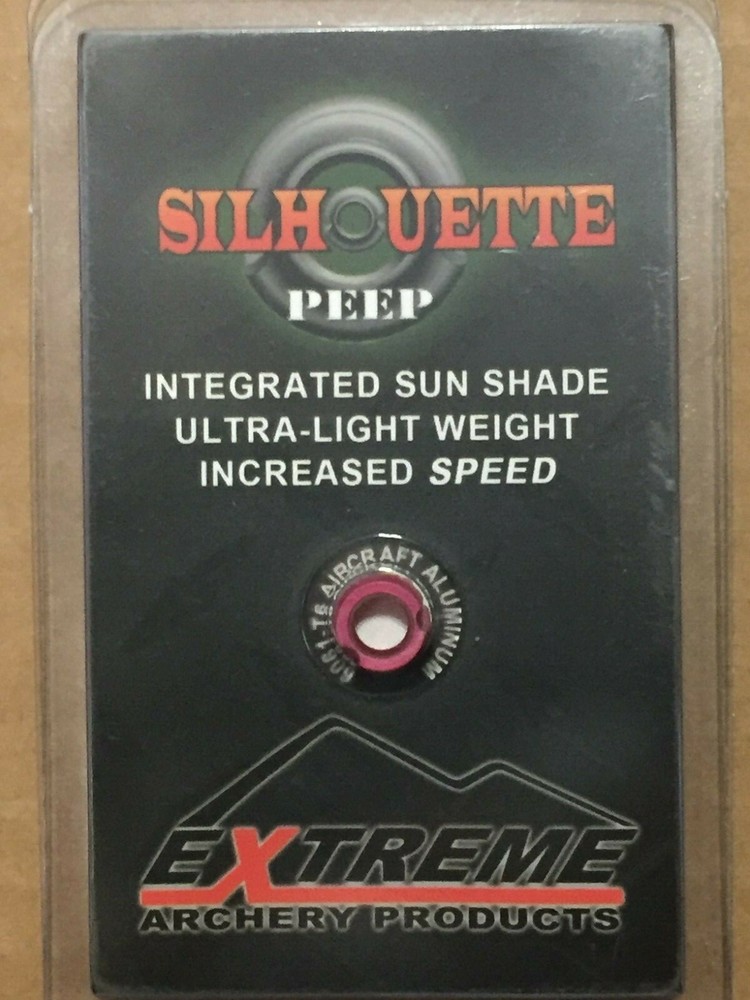 SILHOUETTE
PEEP
INTEGRATED SUN SHADE
ULTRA-LIGHT WEIGHT
INCREASED SPEED
6061-T6 AIRCRAFT ALUMINUM
EXTREME
ARCHERY PRODUCTS